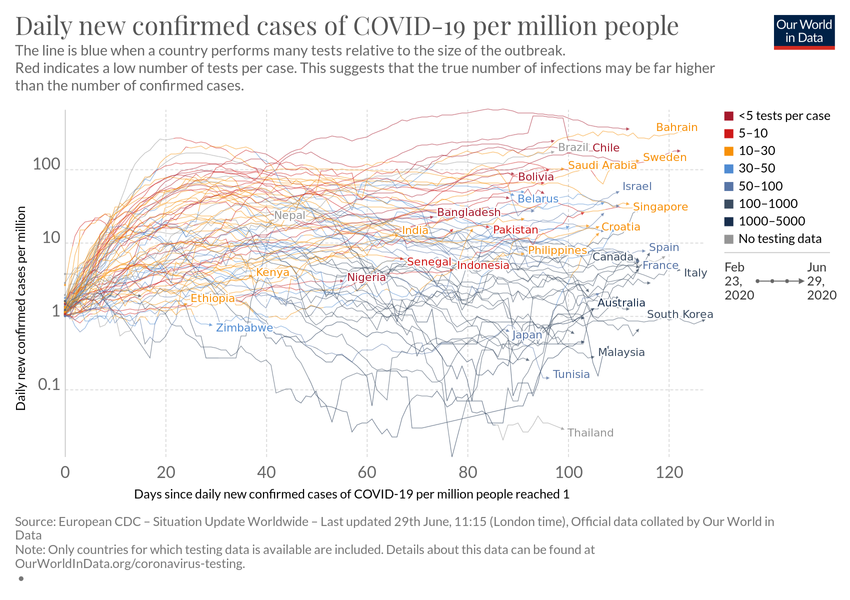 Daily new confirmed cases of COVID-19 per million people
Our World
in Data
The line is blue when a country performs many tests relative to the size of the outbreak.
Red indicates a low number of tests per case. This suggests that the true number of infections may be far higher
than the number of confirmed cases.
<5 tests per case
5–10
10–30
30–50
50–100
100–1000
1000–5000
No testing data
Feb
23,
2020
Jun
29,
2020
Daily new confirmed cases per million
100
10
1
0.1
Bahrain
Brazil
Chile
Sweden
Saudi Arabia
Bolivia
Israel
Belarus
Singapore
Bangladesh
Nepal
Croatia
India
Pakistan
Philippines
Spain
Canada
France
Senegal
Indonesia
Italy
Kenya
Nigeria
Ethiopia
Australia
South Korea
Zimbabwe
Japan
Malaysia
Tunisia
Thailand
0
20
40
60
80
100
120
Days since daily new confirmed cases of COVID-19 per million people reached 1
Source: European CDC – Situation Update Worldwide – Last updated 29th June, 11:15 (London time), Official data collated by Our World in
Data
Note: Only countries for which testing data is available are included. Details about this data can be found at
OurWorldInData.org/coronavirus-testing.